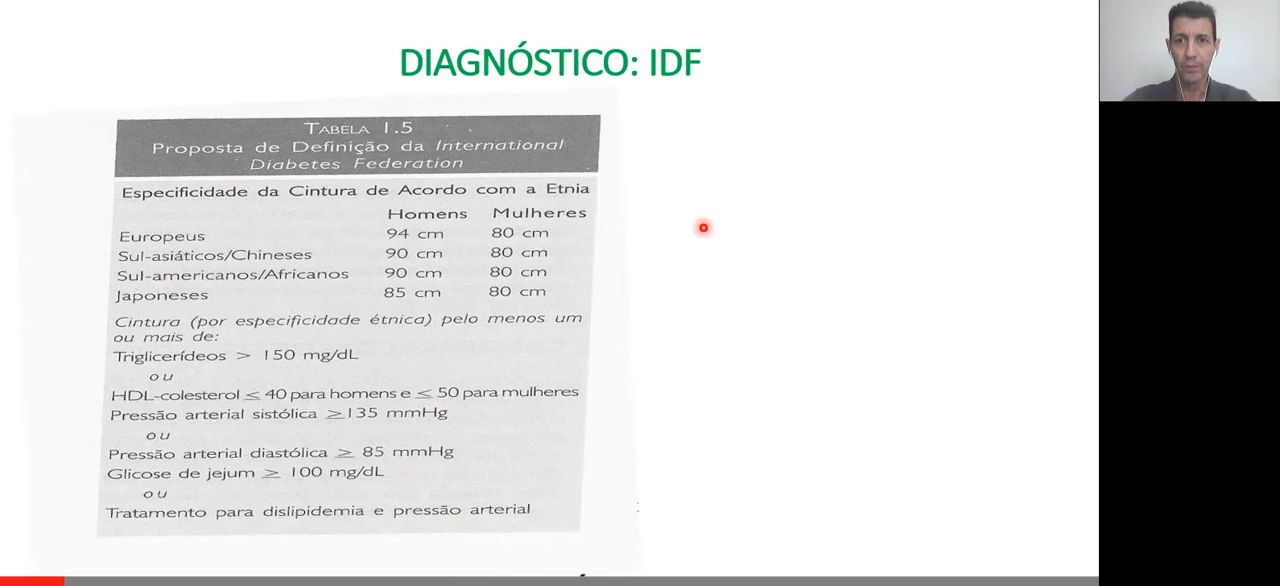 DIAGNÓSTICO: IDF
TABELA 1.5
Proposta de Definição da International
Diabetes Federation
Especificidade da Cintura de Acordo com a Etnia
Homens Mulheres
Europeus 94 cm 80 cm
Sul-asiáticos/Chineses 90 cm 80 cm
Sul-americanos/Africanos 90 cm 80 cm
Japoneses 85 cm 80 cm
Cintura (por especificidade étnica) pelo menos um
ou mais de:
Triglicerídeos > 150 mg/dL
ou
HDL-colesterol ≤ 40 para homens e ≤ 50 para mulheres
Pressão arterial sistólica ≥135 mmHg
ou
Pressão arterial diastólica ≥ 85 mmHg
Glicose de jejum ≥ 100 mg/dL
ou
Tratamento para dislipidemia e pressão arterial